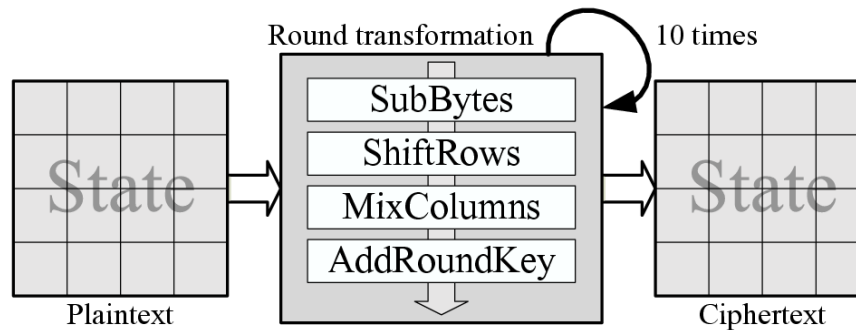 Round transformation
10 times
State
Plaintext
SubBytes
ShiftRows
MixColumns
AddRoundKey
State
Ciphertext